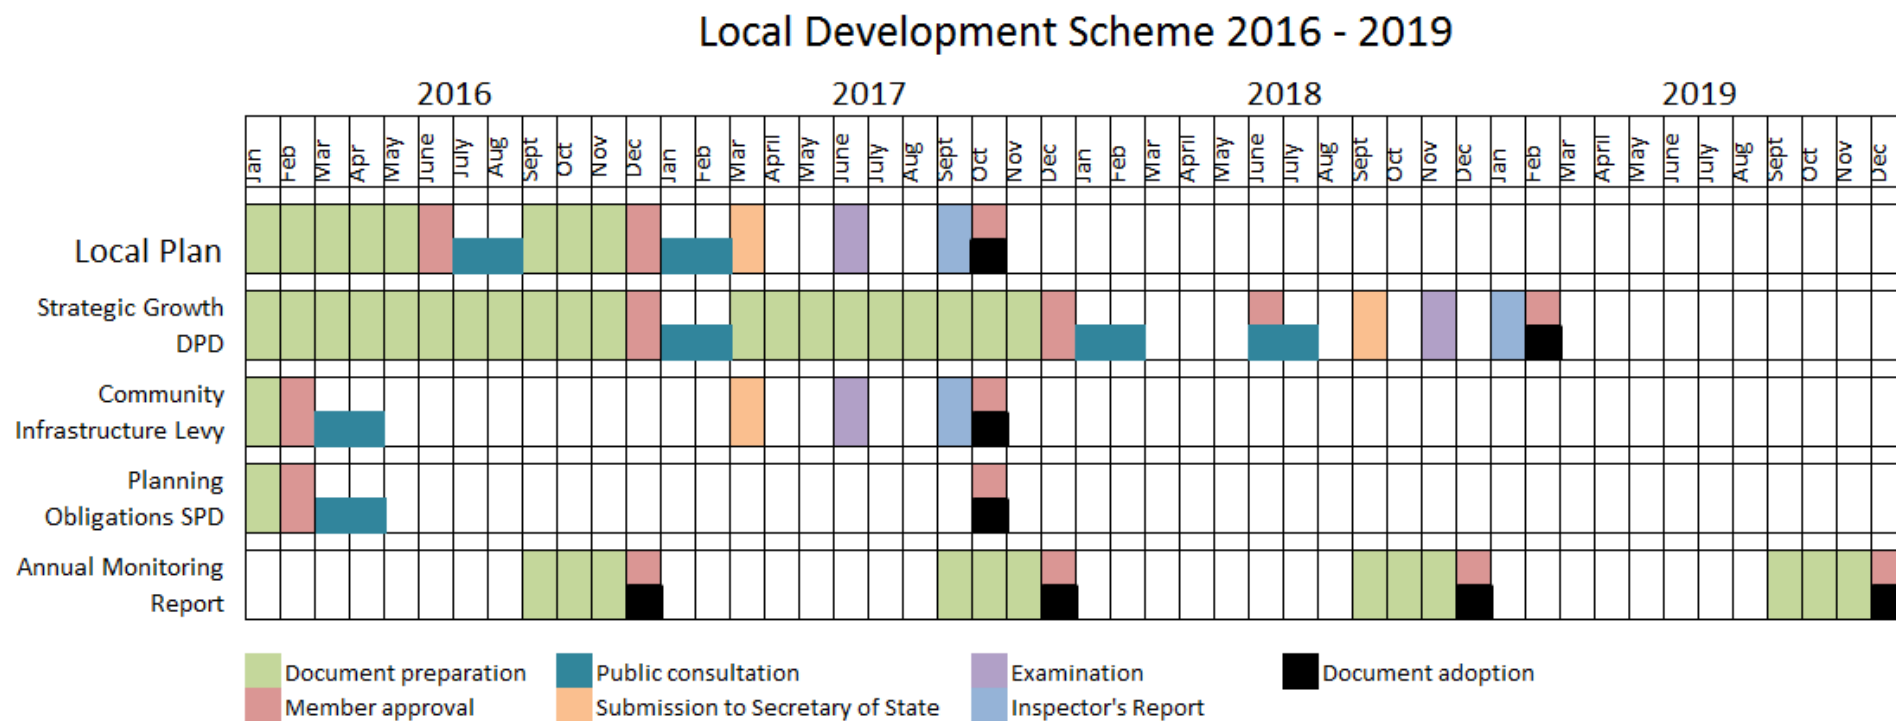 Local Development Scheme 2016 - 2019
2016 2017 2018 2019
Jan Feb Mar Apr May June July Aug Sept Oct Nov Dec Jan Feb Mar April May June July Aug Sept Oct Nov Dec Jan Feb Mar April May June July Aug Sept Oct Nov Dec Jan Feb Mar April May June July Aug Sept Oct Nov Dec
Local Plan
Strategic Growth
DPD
Community
Infrastructure Levy
Planning
Obligations SPD
Annual Monitoring
Report
Document preparation Public consultation Examination Document adoption
Member approval Submission to Secretary of State Inspector's Report